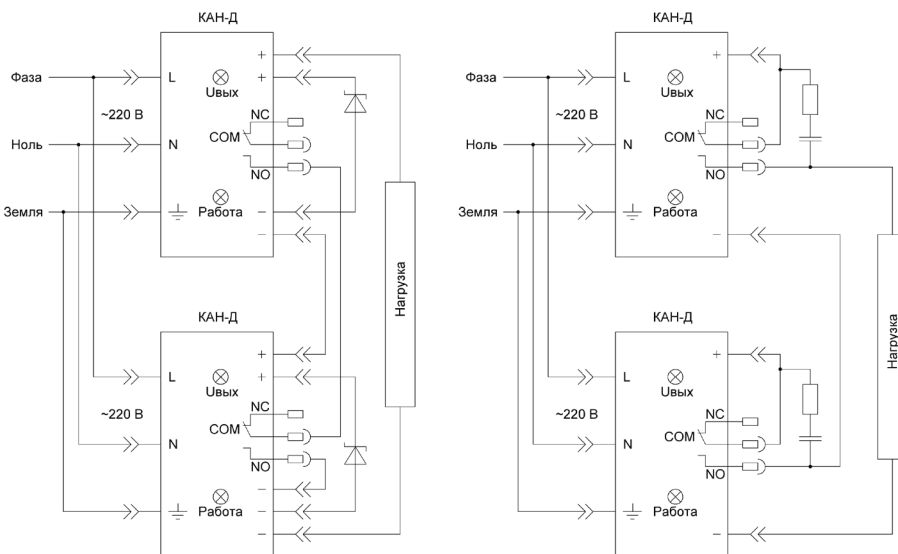 КАН-Д
Фаза
L
+
+
Uвых
~220 В
NC
COM
Ноль
N
NO
Земля
Работа
−
−
Нагрузка
КАН-Д
+
L
+
Uвых
~220 В
NC
COM
N
NO
−
Работа
−
−
КАН-Д
+
Фаза
L
Uвых
~220 В
NC
COM
Ноль
N
NO
Земля
Работа
−
Нагрузка
КАН-Д
+
L
Uвых
~220 В
NC
COM
N
NO
Работа
−